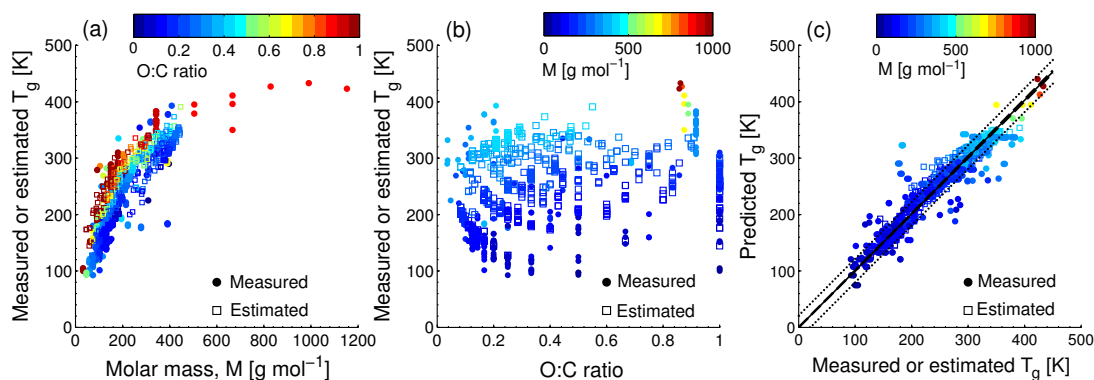 (a)
0 0.2 0.4 0.6 0.8 1
O:C ratio
Measured or estimated T_g [K]
500
400
300
200
100
0
Measured
Estimated
0 200 400 600 800 1000 1200
Molar mass, M [g mol⁻¹]
(b)
0 500 1000
M [g mol⁻¹]
Measured or estimated T_g [K]
500
400
300
200
100
0
Measured
Estimated
0 0.2 0.4 0.6 0.8 1
O:C ratio
(c)
0 500 1000
M [g mol⁻¹]
Predicted T_g [K]
500
400
300
200
100
0
Measured
Estimated
100 200 300 400 500
Measured or estimated T_g [K]